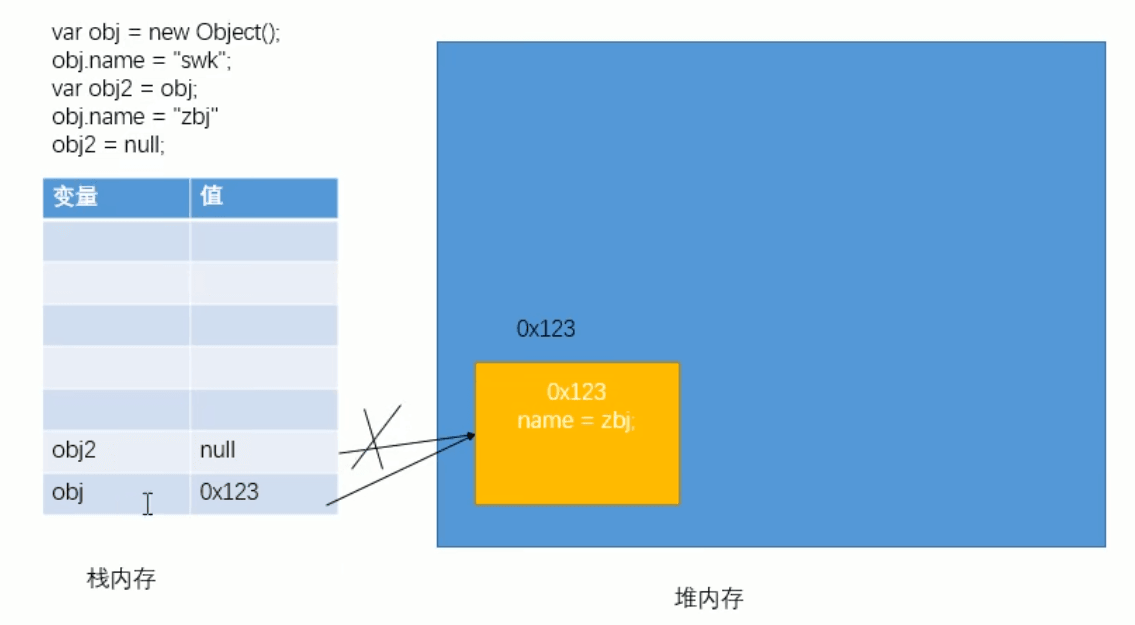 var obj = new Object();
obj.name = "swk";
var obj2 = obj;
obj.name = "zbj"
obj2 = null;
变量 值
obj2 null
obj 0x123
栈内存
0x123
0x123
name = zbj;
堆内存